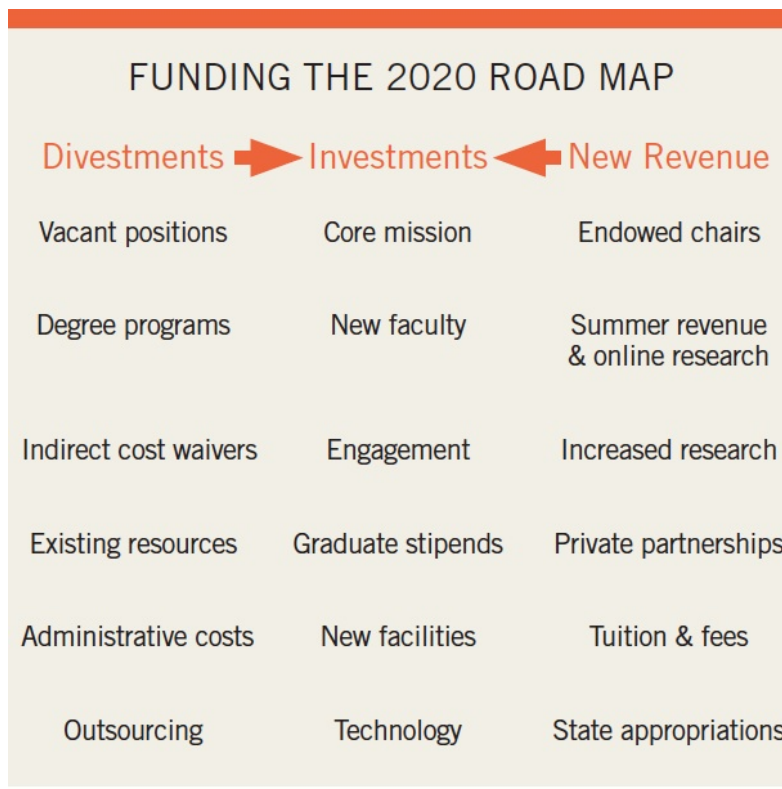 FUNDING THE 2020 ROAD MAP
Divestments Investments New Revenue
Vacant positions Core mission Endowed chairs
Degree programs New faculty Summer revenue
& online research
Indirect cost waivers Engagement Increased research
Existing resources Graduate stipends Private partnerships
Administrative costs New facilities Tuition & fees
Outsourcing Technology State appropriations